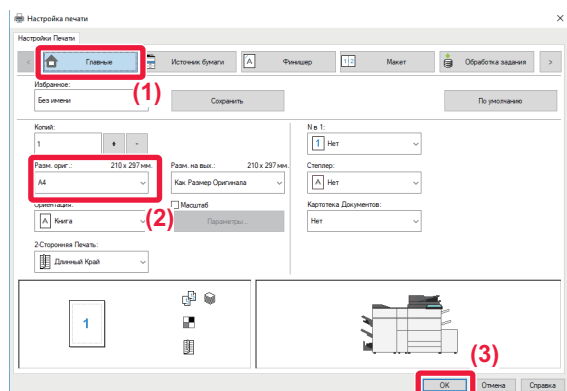 Настройка печати
Настройки Печати
Главные
Источник бумаги
Финишер
Макет
Обработка задания
(1)
Избранное:
Без имени
Сохранить
По умолчанию
Копий:
1
+
-
N в 1:
1 Нет
Разм. ориг.: 210 x 297 мм.
A4
Разм. на вых.: 210 x 297 мм.
Как Размер Оригинала
Степлер:
A Нет
Ориентация:
A Книга
(2)
Масштаб
Параметры...
Картотека Документов:
Нет
2-Сторонняя Печать:
Длинный Край
1
(3)
OK
Отмена
Справка